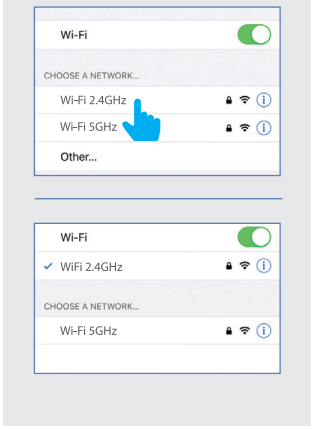 Wi-Fi
CHOOSE A NETWORK...
Wi-Fi 2.4GHz
Wi-Fi 5GHz
Other...
Wi-Fi
WiFi 2.4GHz
CHOOSE A NETWORK...
Wi-Fi 5GHz